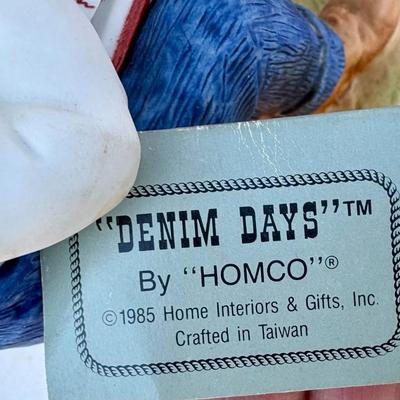 "DENIM DAYS"™
By "HOMCO"®
©1985 Home Interiors & Gifts, Inc.
Crafted in Taiwan